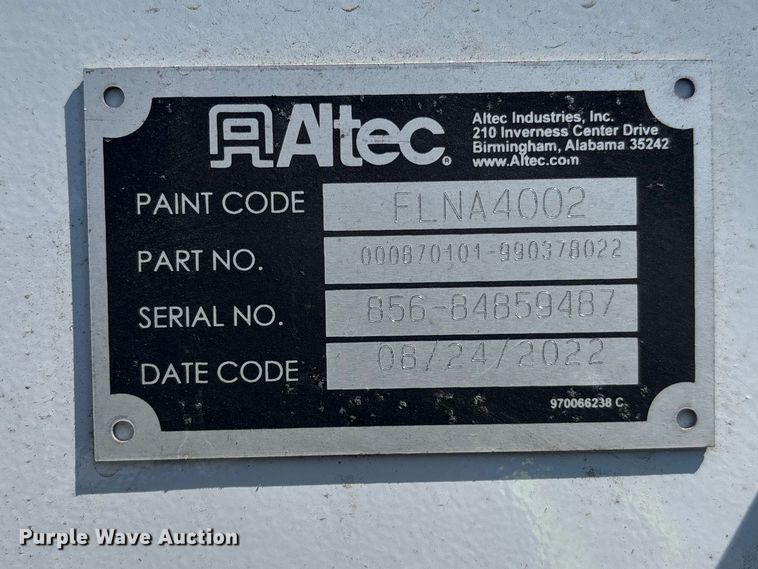 Altec
Altec Industries, Inc.
210 Inverness Center Drive
Birmingham, Alabama 35242
www.Altec.com
PAINT CODE FLNA4002
PART NO. 000870101-990378022
SERIAL NO. 856-84859487
DATE CODE 08/24/2022
970066238 C
Purple Wave Auction